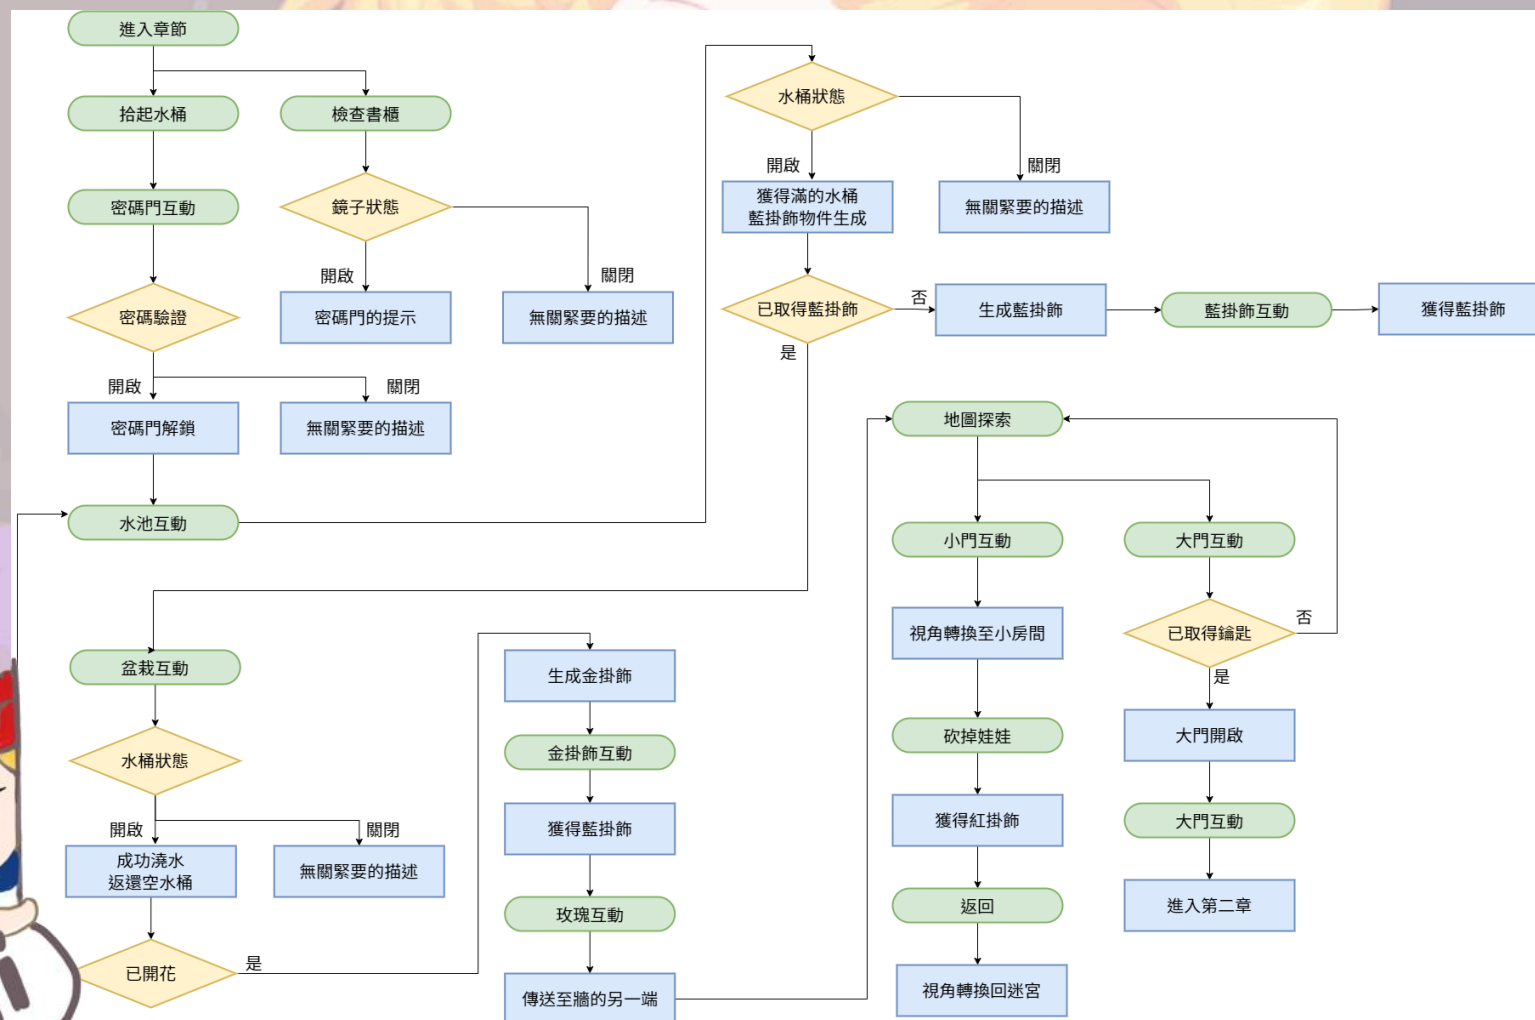 進入章節
拾起水桶
檢查書櫃
密碼門互動
鏡子狀態
開啟
關閉
密碼驗證
密碼門的提示
無關緊要的描述
開啟
關閉
密碼門解鎖
無關緊要的描述
水池互動
水桶狀態
開啟
關閉
獲得滿的水桶
藍掛飾物件生成
無關緊要的描述
已取得藍掛飾
否
是
生成藍掛飾
藍掛飾互動
獲得藍掛飾
盆栽互動
水桶狀態
開啟
關閉
成功澆水
返還空水桶
無關緊要的描述
已開花
是
生成金掛飾
金掛飾互動
獲得藍掛飾
玫瑰互動
傳送至牆的另一端
地圖探索
小門互動
大門互動
視角轉換至小房間
已取得鑰匙
否
是
砍掉娃娃
大門開啟
獲得紅掛飾
大門互動
返回
進入第二章
視角轉換回迷宮